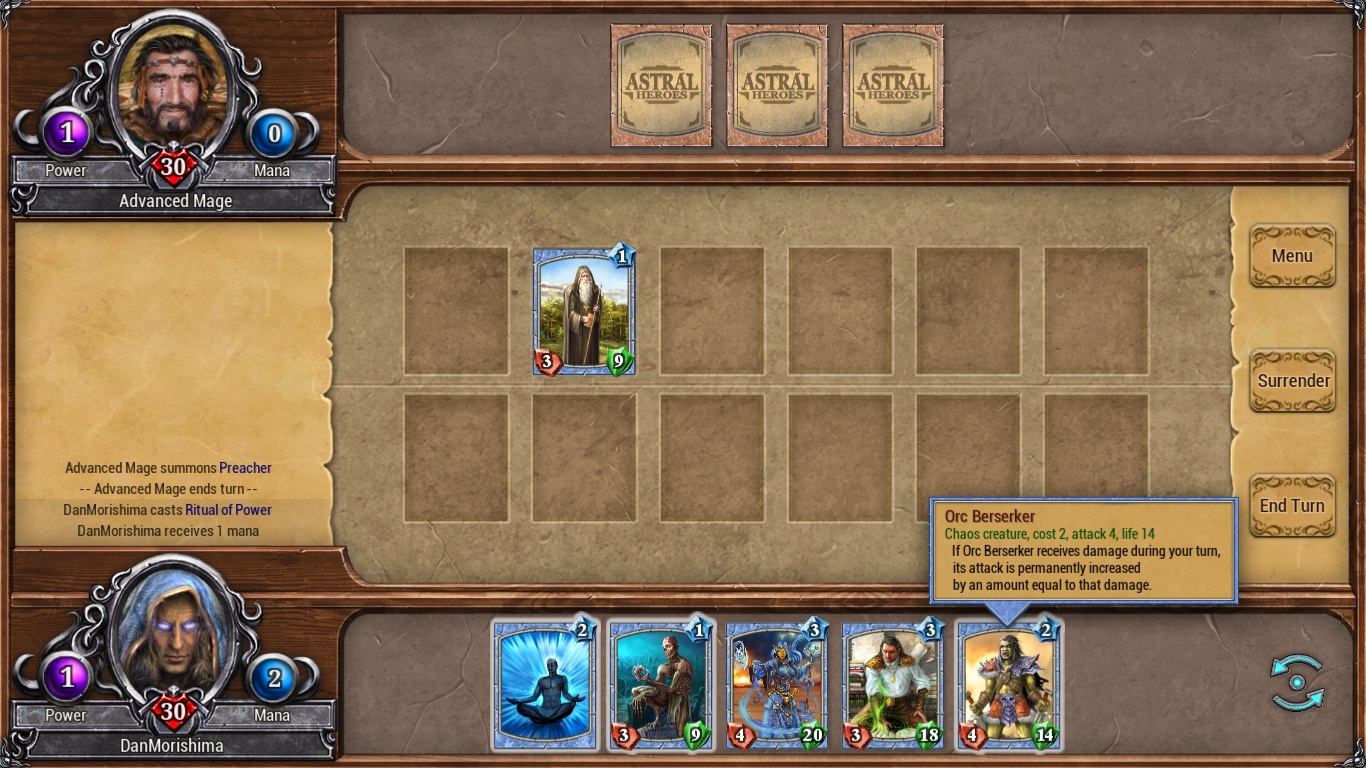 1
0
30
Power
Mana
Advanced Mage
ASTRAL
HEROES
ASTRAL
HEROES
ASTRAL
HEROES
1
3
9
Menu
Surrender
End Turn
Advanced Mage summons Preacher
-- Advanced Mage ends turn --
DanMorishima casts Ritual of Power
DanMorishima receives 1 mana
Orc Berserker
Chaos creature, cost 2, attack 4, life 14
If Orc Berserker receives damage during your turn,
its attack is permanently increased
by an amount equal to that damage.
1
2
30
Power
Mana
DanMorishima
2
1
3
9
3
4
20
3
3
18
2
4
14